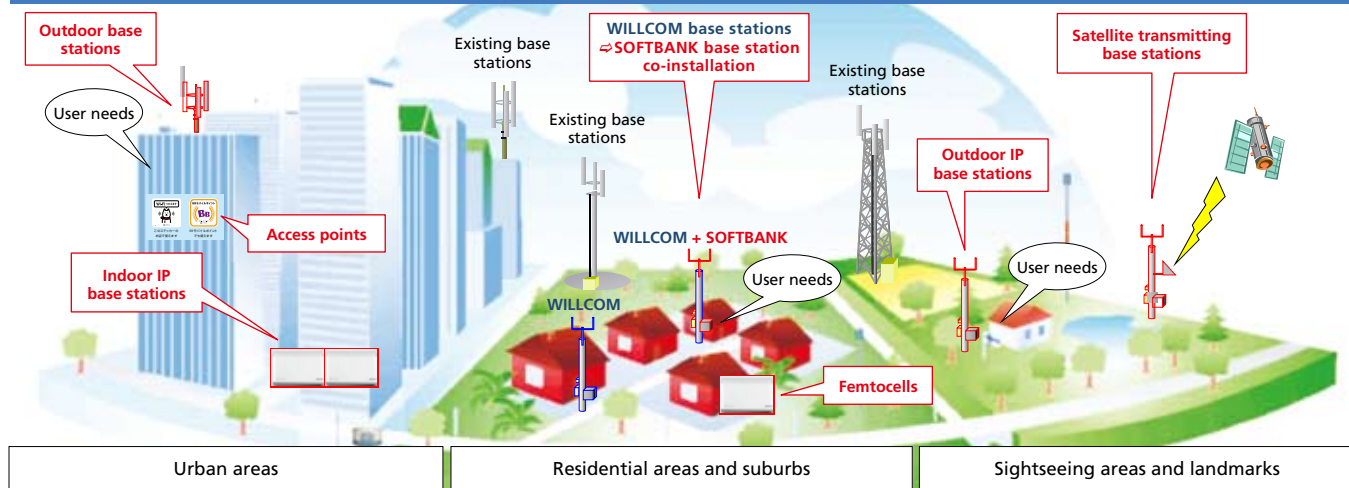 Outdoor base
stations
User needs
Access points
Indoor IP
base stations
Existing base
stations
Existing base
stations
WILLCOM base stations
⇨SOFTBANK base station
co-installation
WILLCOM + SOFTBANK
WILLCOM
User needs
Femtocells
Existing base
stations
Outdoor IP
base stations
User needs
Satellite transmitting
base stations
BB
Urban areas
Residential areas and suburbs
Sightseeing areas and landmarks